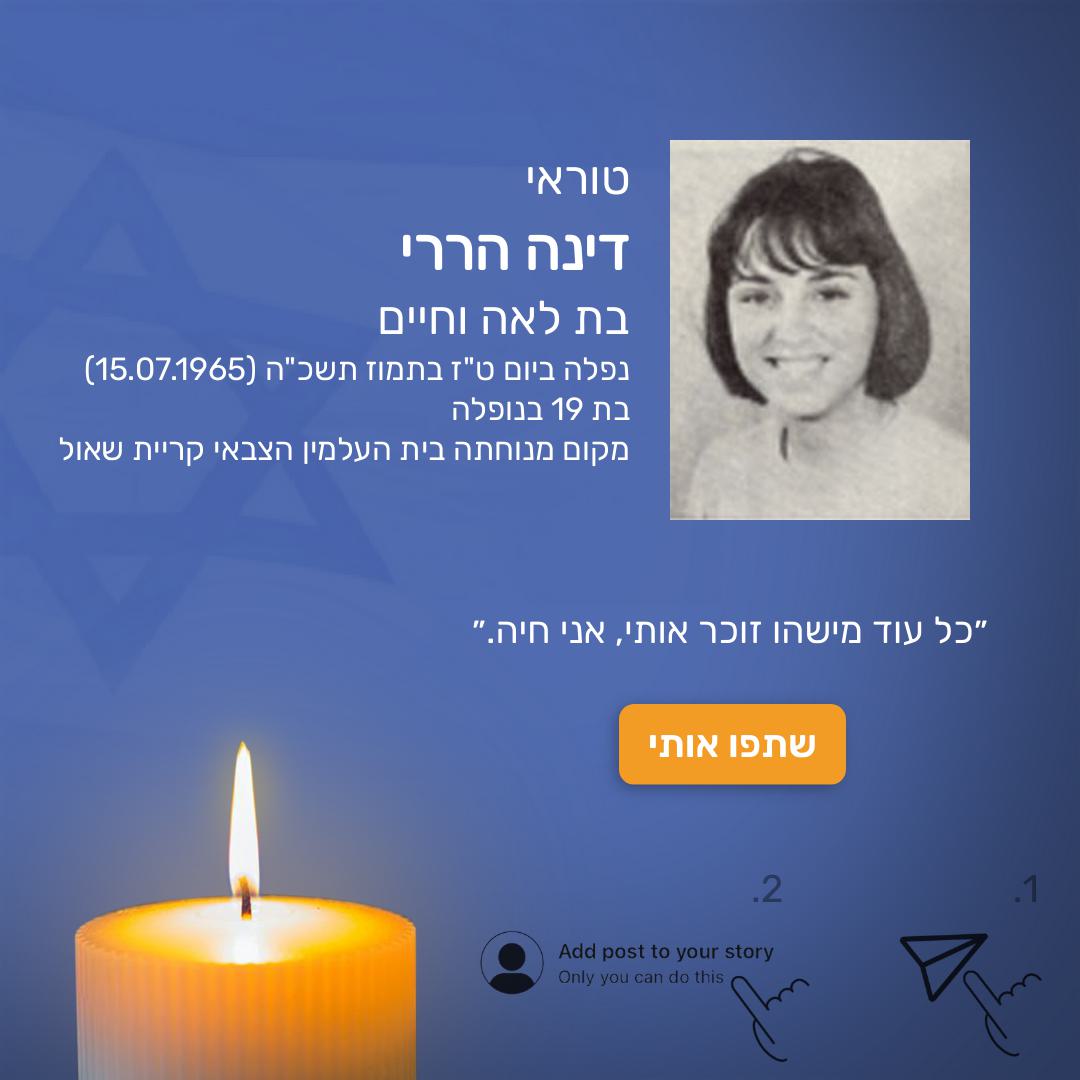 טוראי
דינה הררי
בת לאה וחיים
נפלה ביום ט"ז בתמוז תשכ"ה (15.07.1965)
בת 19 בנופלה
מקום מנוחתה בית העלמין הצבאי קריית שאול
״כל עוד מישהו זוכר אותי, אני חיה.״
שתפו אותי
1.
2.
Add post to your story
Only you can do this